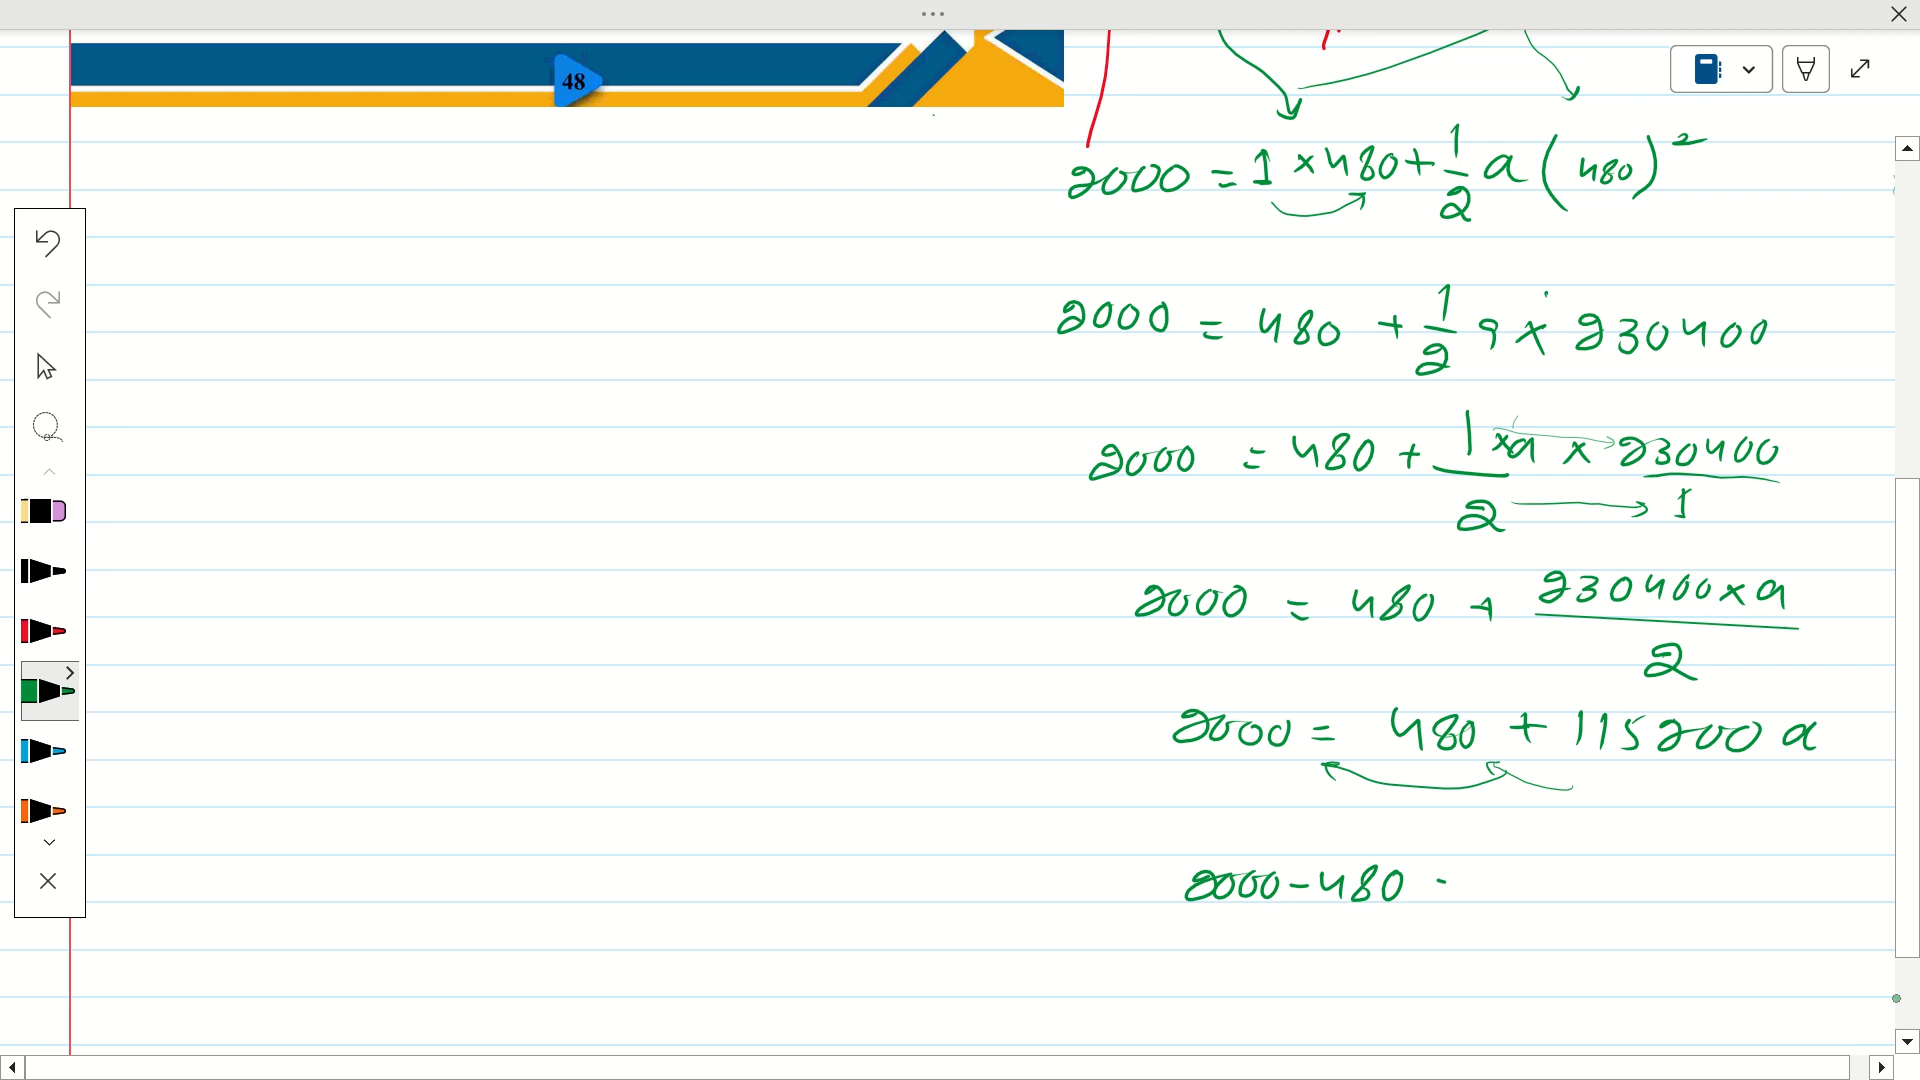 48
2000 = 1 × 480 + 1/2 a (480)²
2000 = 480 + 1/2 a × 230400
2000 = 480 + 1×a/2 × 230400/1
2000 = 480 + 230400×a/2
2000 = 480 + 115200 a
2000 - 480 -